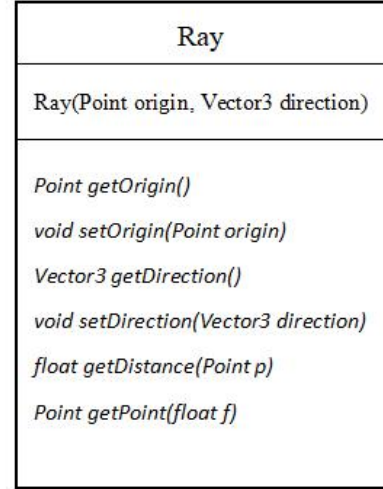 Ray
Ray(Point origin, Vector3 direction)
Point getOrigin()
void setOrigin(Point origin)
Vector3 getDirection()
void setDirection(Vector3 direction)
float getDistance(Point p)
Point getPoint(float f)